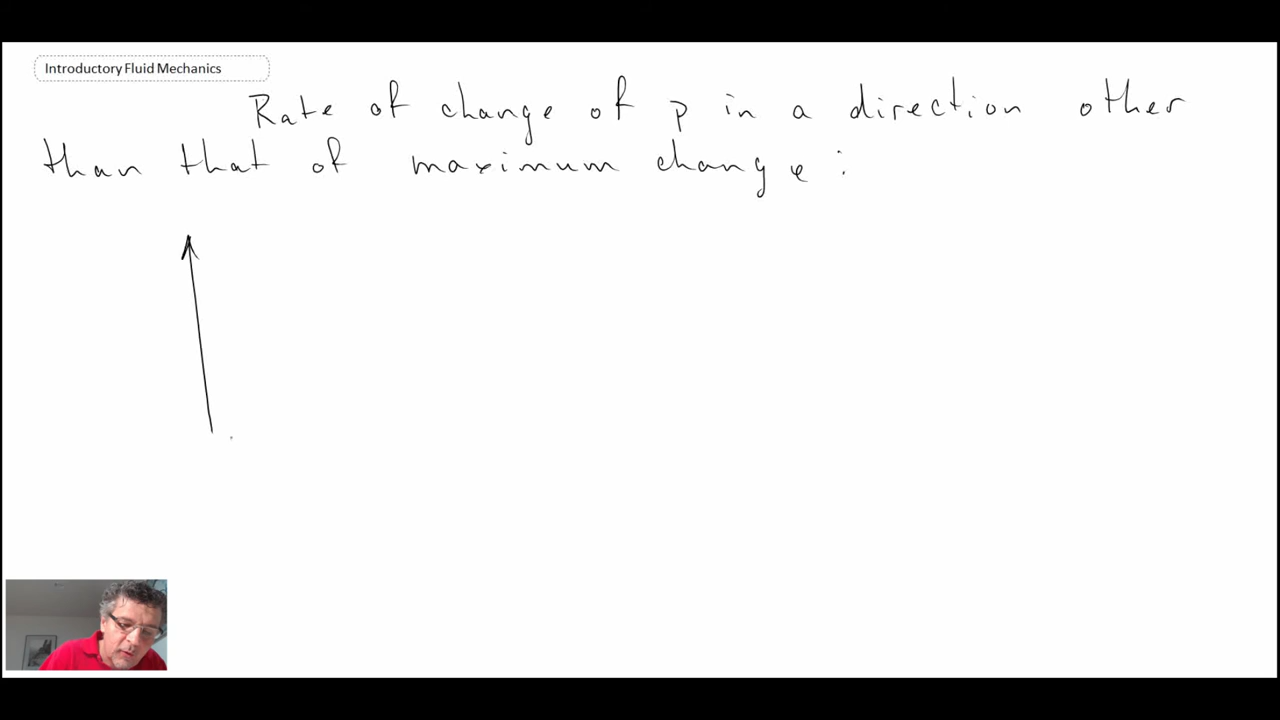 Introductory Fluid Mechanics
Rate of change of p in a direction other
than that of maximum change :